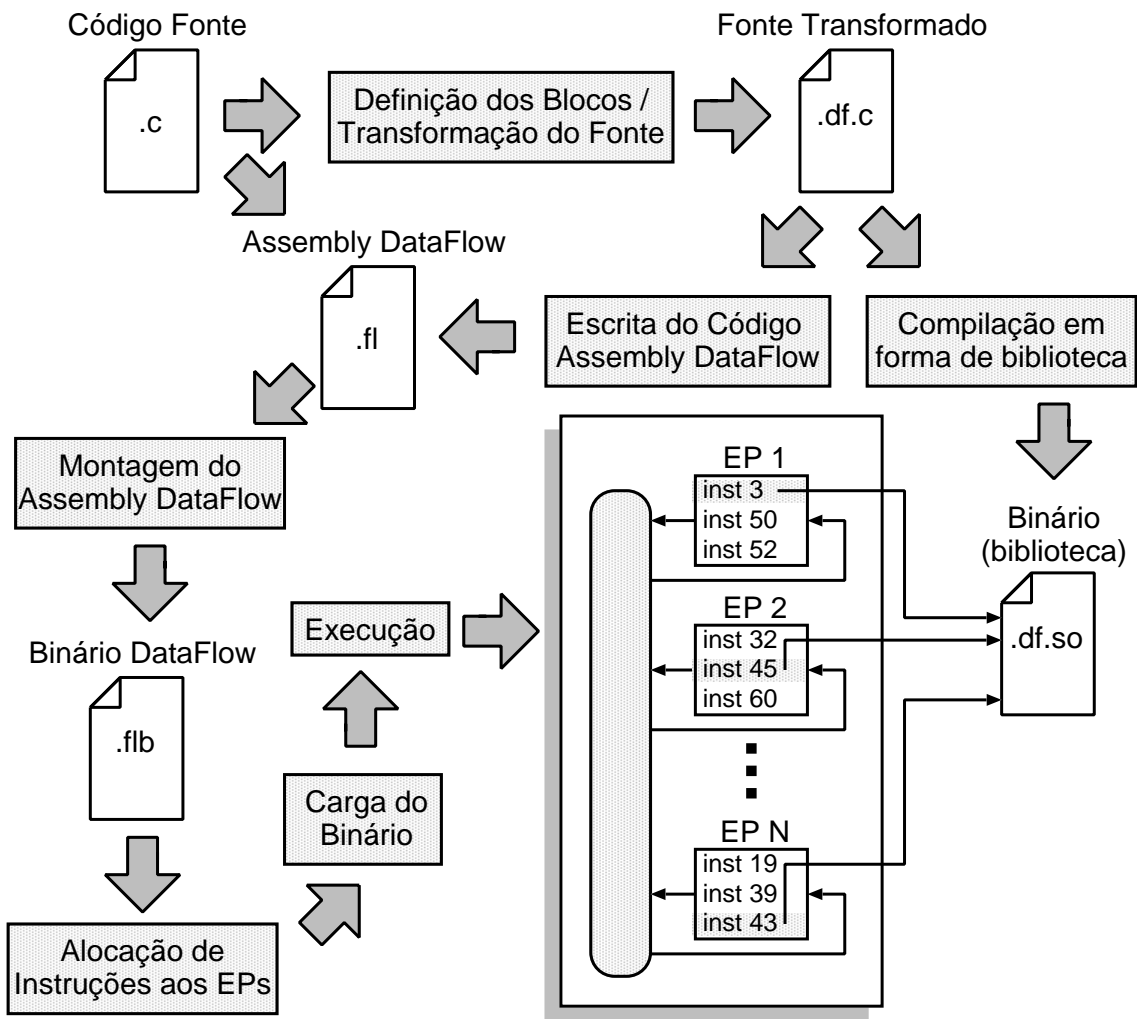 Código Fonte
Fonte Transformado
.c
Definição dos Blocos /
Transformação do Fonte
.df.c
Assembly DataFlow
.fl
Escrita do Código
Assembly DataFlow
Compilação em
forma de biblioteca
Montagem do
Assembly DataFlow
EP 1
inst 3
inst 50
inst 52
Binário
(biblioteca)
.df.so
Execução
EP 2
inst 32
inst 45
inst 60
Binário DataFlow
.flb
Carga do
Binário
EP N
inst 19
inst 39
inst 43
Alocação de
Instruções aos EPs